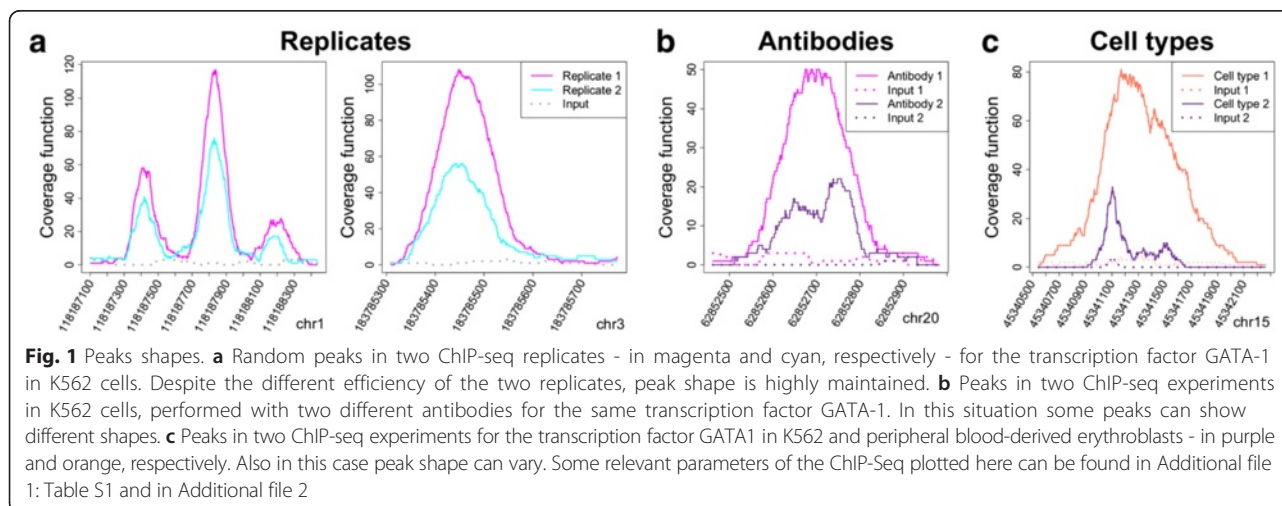 a Replicates
b Antibodies
c Cell types
Coverage function
0 20 40 60 80 100 120
118187100 118187300 118187500 118187700 118187900 118188100 118188300
chr1
Coverage function
0 20 40 60 80 100
183785300 183785400 183785500 183785600 183785700
chr3
Replicate 1
Replicate 2
Input
Coverage function
0 10 20 30 40 50
62852500 62852600 62852700 62852800 62852900
chr20
Antibody 1
Input 1
Antibody 2
Input 2
Coverage function
0 20 40 60 80
45340500 45340700 45340900 45341100 45341300 45341500 45341700 45341900 45342100
chr15
Cell type 1
Input 1
Cell type 2
Input 2
Fig. 1 Peaks shapes. a Random peaks in two ChIP-seq replicates - in magenta and cyan, respectively - for the transcription factor GATA-1
in K562 cells. Despite the different efficiency of the two replicates, peak shape is highly maintained. b Peaks in two ChIP-seq experiments
in K562 cells, performed with two different antibodies for the same transcription factor GATA-1. In this situation some peaks can show
different shapes. c Peaks in two ChIP-seq experiments for the transcription factor GATA1 in K562 and peripheral blood-derived erythroblasts - in purple
and orange, respectively. Also in this case peak shape can vary. Some relevant parameters of the ChIP-Seq plotted here can be found in Additional file
1: Table S1 and in Additional file 2